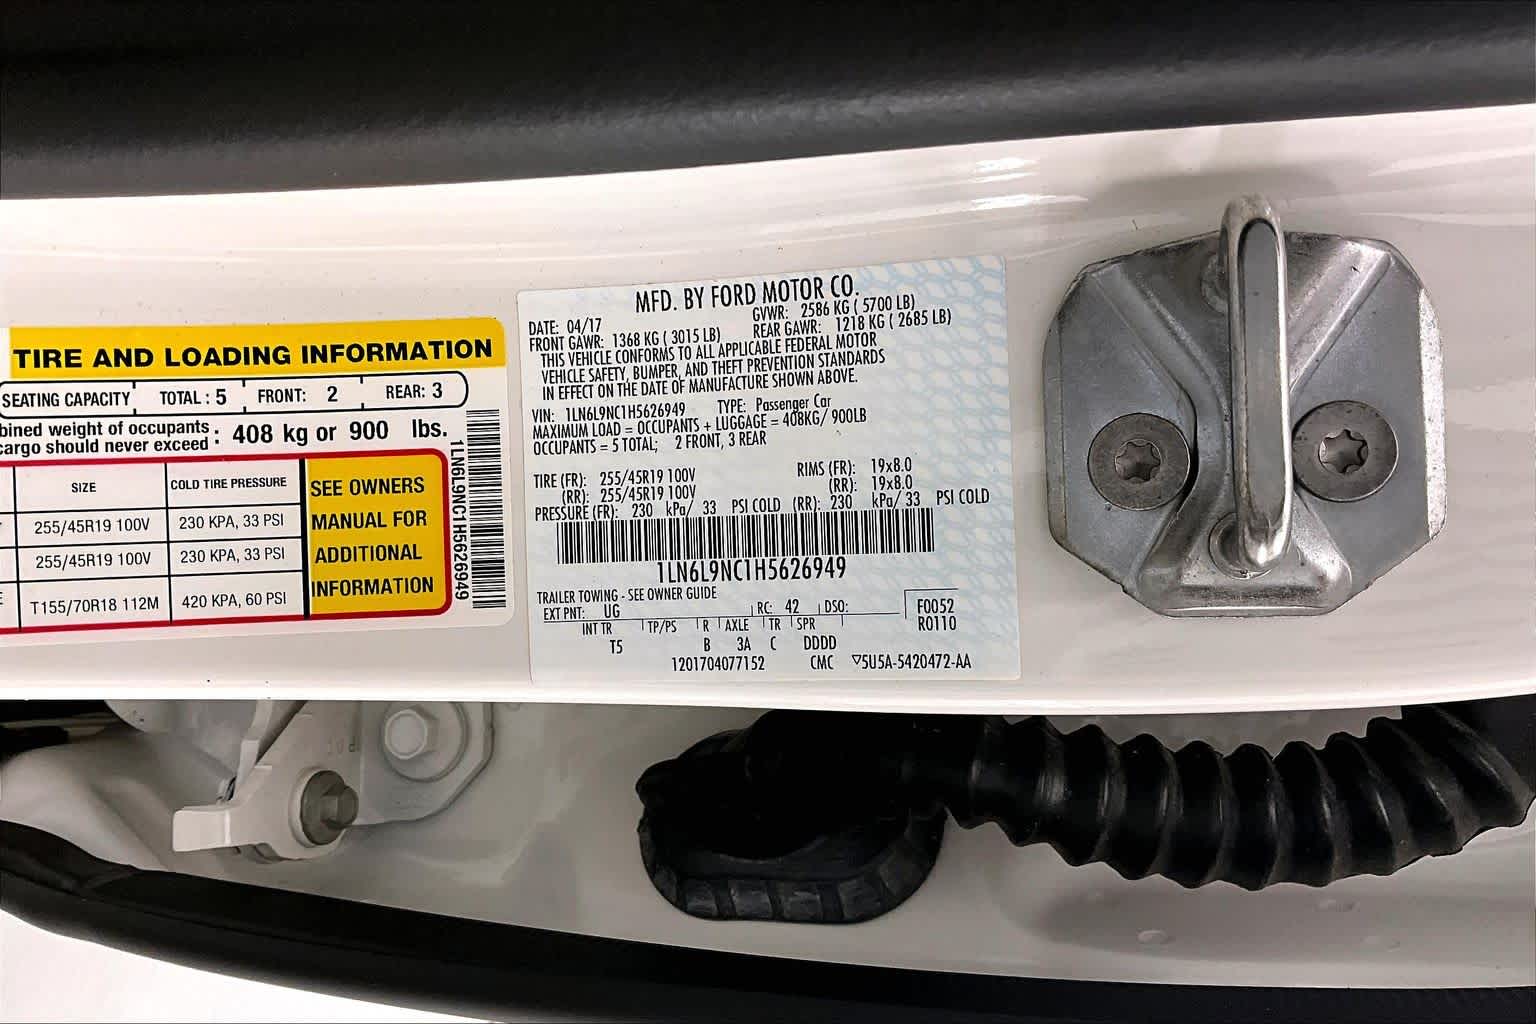 TIRE AND LOADING INFORMATION
SEATING CAPACITY TOTAL : 5 FRONT: 2 REAR: 3
of occupants
cargo should never exceed : 408 kg or 900 lbs.
SIZE COLD TIRE PRESSURE
255/45R19 100V 230 KPA, 33 PSI
255/45R19 100V 230 KPA, 33 PSI
T155/70R18 112M 420 KPA, 60 PSI
SEE OWNERS
MANUAL FOR
ADDITIONAL
INFORMATION
1LN6L9NC1H5626949
MFD. BY FORD MOTOR CO.
DATE: 04/17 GVWR: 2586 KG ( 5700 LB)
FRONT GAWR: 1368 KG ( 3015 LB) REAR GAWR: 1218 KG ( 2685 LB)
THIS VEHICLE CONFORMS TO ALL APPLICABLE FEDERAL MOTOR
VEHICLE SAFETY, BUMPER, AND THEFT PREVENTION STANDARDS
IN EFFECT ON THE DATE OF MANUFACTURE SHOWN ABOVE.
VIN: 1LN6L9NC1H5626949 TYPE: Passenger Car
MAXIMUM LOAD = OCCUPANTS + LUGGAGE = 408KG/ 900LB
OCCUPANTS = 5 TOTAL; 2 FRONT, 3 REAR
TIRE (FR): 255/45R19 100V RIMS (FR): 19x8.0
(RR): 255/45R19 100V (RR): 19x8.0
PRESSURE (FR): 230 kPa/ 33 PSI COLD (RR): 230 kPa/ 33 PSI COLD
1LN6L9NC1H5626949
TRAILER TOWING - SEE OWNER GUIDE
EXT PNT: UG RC: 42 DSO: F0052
R0110
INT TR TP/PS R AXLE TR SPR
T5 B 3A C DDDD
1201704077152 CMC ▽5U5A-5420472-AA